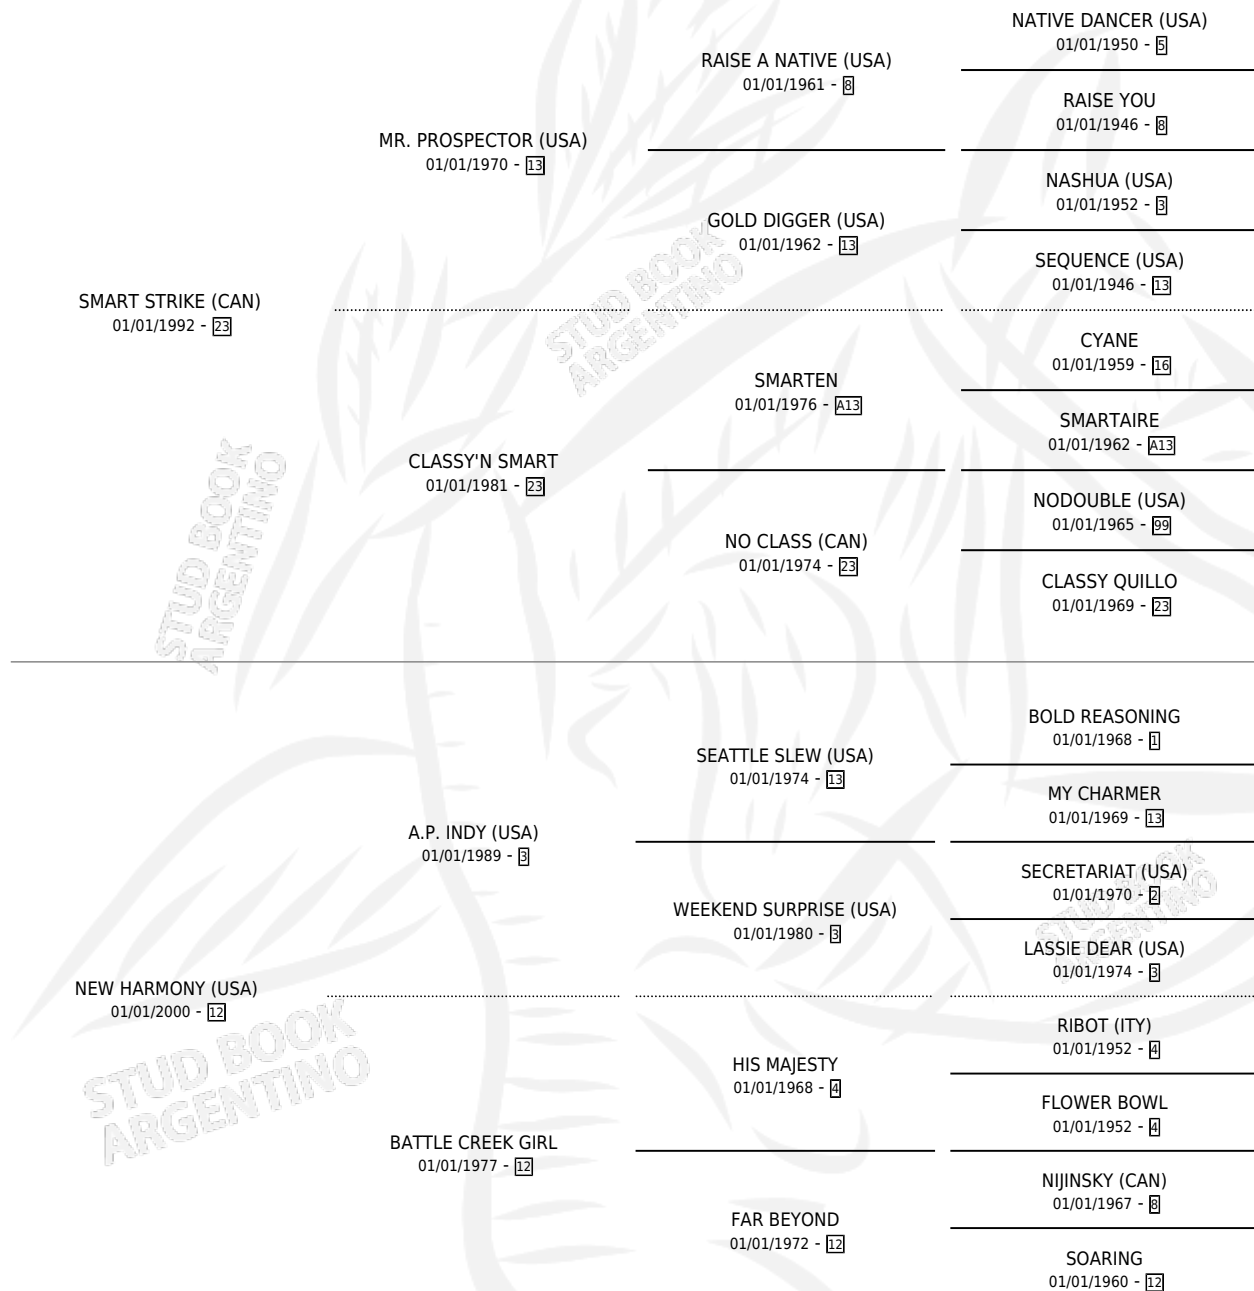 NATIVE DANCER (USA)
01/01/1950 - 5
RAISE A NATIVE (USA)
01/01/1961 - 8
RAISE YOU
01/01/1946 - 8
MR. PROSPECTOR (USA)
01/01/1970 - 13
NASHUA (USA)
01/01/1952 - 3
GOLD DIGGER (USA)
01/01/1962 - 13
SEQUENCE (USA)
01/01/1946 - 13
SMART STRIKE (CAN)
01/01/1992 - 23
CYANE
01/01/1959 - 16
SMARTEN
01/01/1976 - A13
SMARTAIRE
01/01/1962 - A13
CLASSY'N SMART
01/01/1981 - 23
NODOUBLE (USA)
01/01/1965 - 99
NO CLASS (CAN)
01/01/1974 - 23
CLASSY QUILLO
01/01/1969 - 23
BOLD REASONING
01/01/1968 - 1
SEATTLE SLEW (USA)
01/01/1974 - 13
MY CHARMER
01/01/1969 - 13
A.P. INDY (USA)
01/01/1989 - 3
SECRETARIAT (USA)
01/01/1970 - 2
WEEKEND SURPRISE (USA)
01/01/1980 - 3
LASSIE DEAR (USA)
01/01/1974 - 3
NEW HARMONY (USA)
01/01/2000 - 12
RIBOT (ITY)
01/01/1952 - 4
HIS MAJESTY
01/01/1968 - 4
FLOWER BOWL
01/01/1952 - 4
BATTLE CREEK GIRL
01/01/1977 - 12
NIJINSKY (CAN)
01/01/1967 - 8
FAR BEYOND
01/01/1972 - 12
SOARING
01/01/1960 - 12
STUD BOOK
ARGENTINO
STUD BOOK
ARGENTINO
STUD BOOK
ARGENTINO
STUD BOOK
ARGENTINO